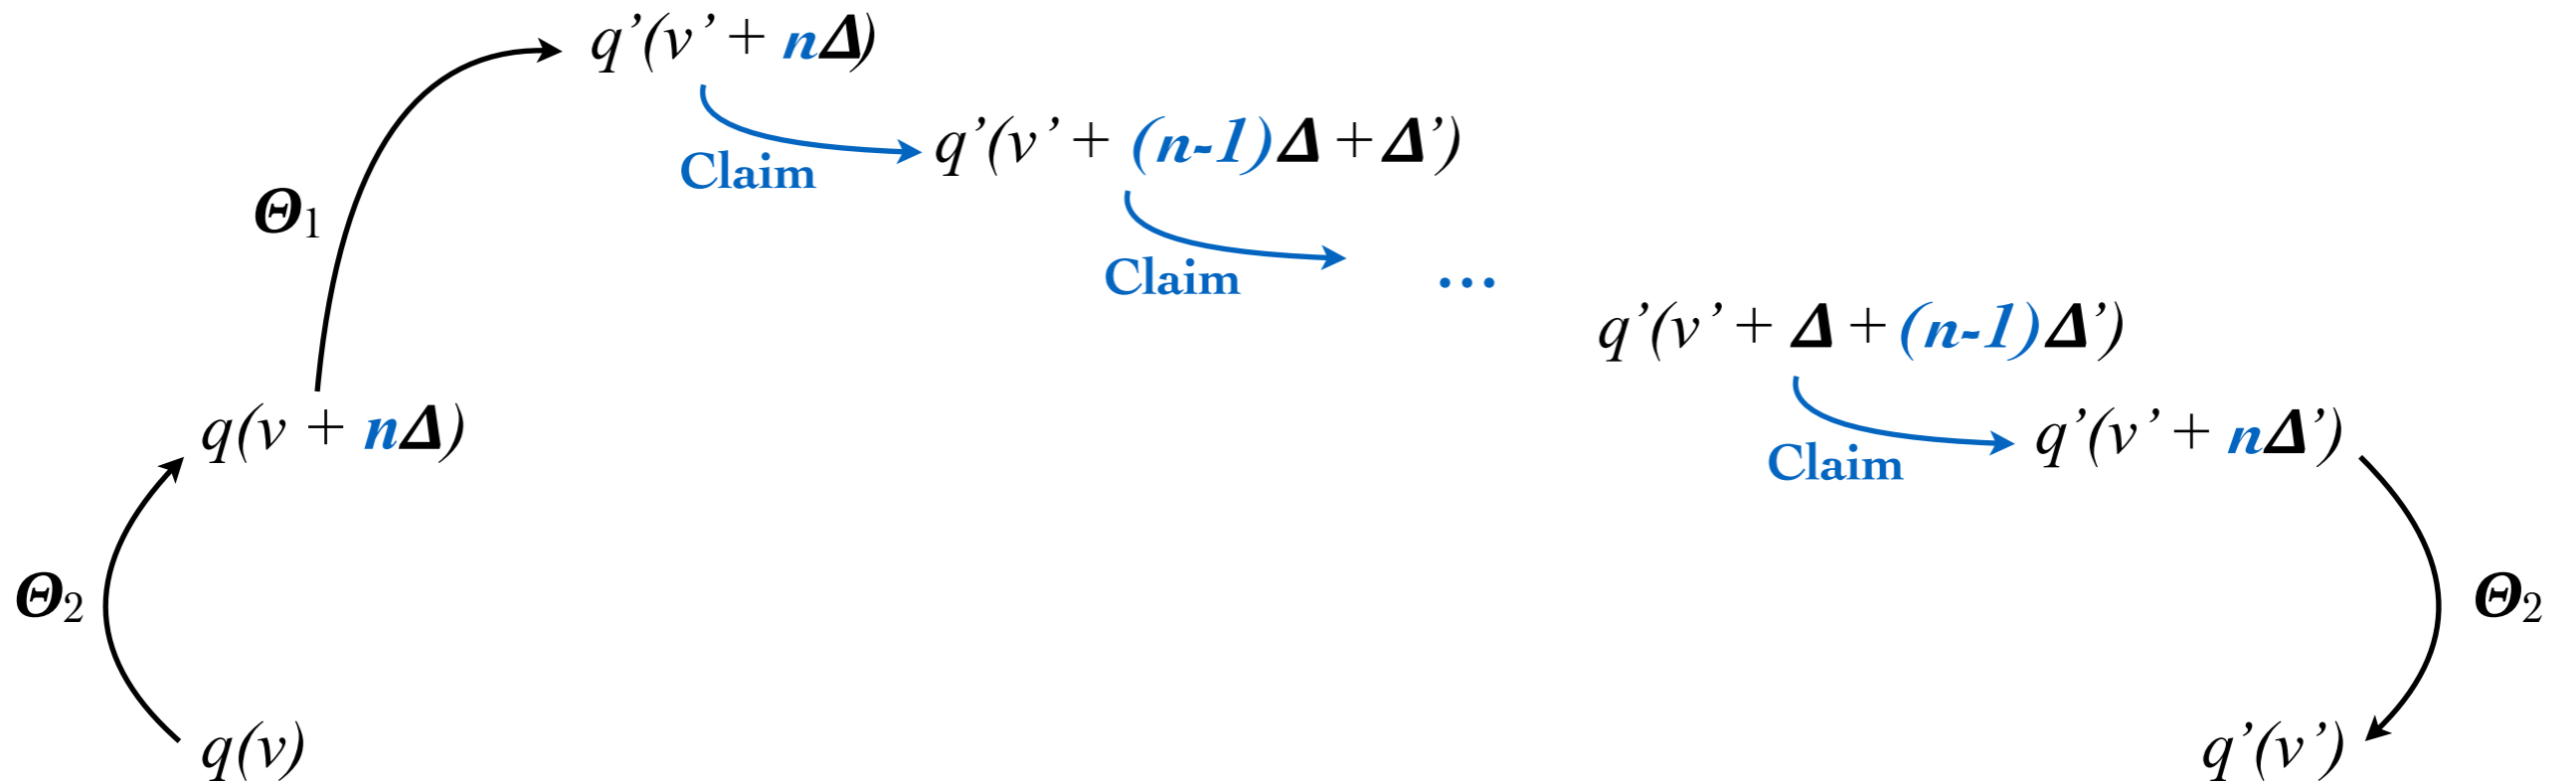 q’(v’ + nΔ)
Claim
q’(v’ + (n-1)Δ + Δ’)
Θ₁
Claim
...
q’(v’ + Δ + (n-1)Δ’)
q(v + nΔ)
Claim
q’(v’ + nΔ’)
Θ₂
Θ₂
q(v)
q’(v’)